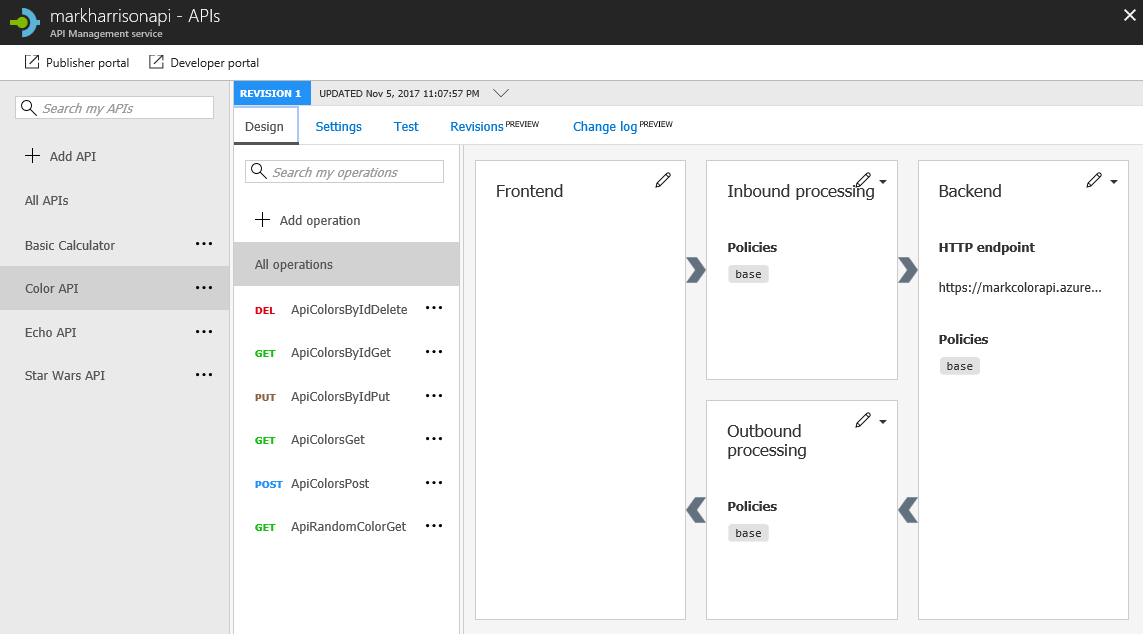 markharrisonapi - APIs
API Management service
Publisher portal
Developer portal
Search my APIs
Add API
All APIs
Basic Calculator
Color API
Echo API
Star Wars API
REVISION 1 UPDATED Nov 5, 2017 11:07:57 PM
Design Settings Test Revisions PREVIEW Change log PREVIEW
Search my operations
Add operation
All operations
DEL ApiColorsByIdDelete
GET ApiColorsByIdGet
PUT ApiColorsByIdPut
GET ApiColorsGet
POST ApiColorsPost
GET ApiRandomColorGet
Frontend
Inbound processing
Policies
base
Outbound
processing
Policies
base
Backend
HTTP endpoint
https://markcolorapi.azure...
Policies
base